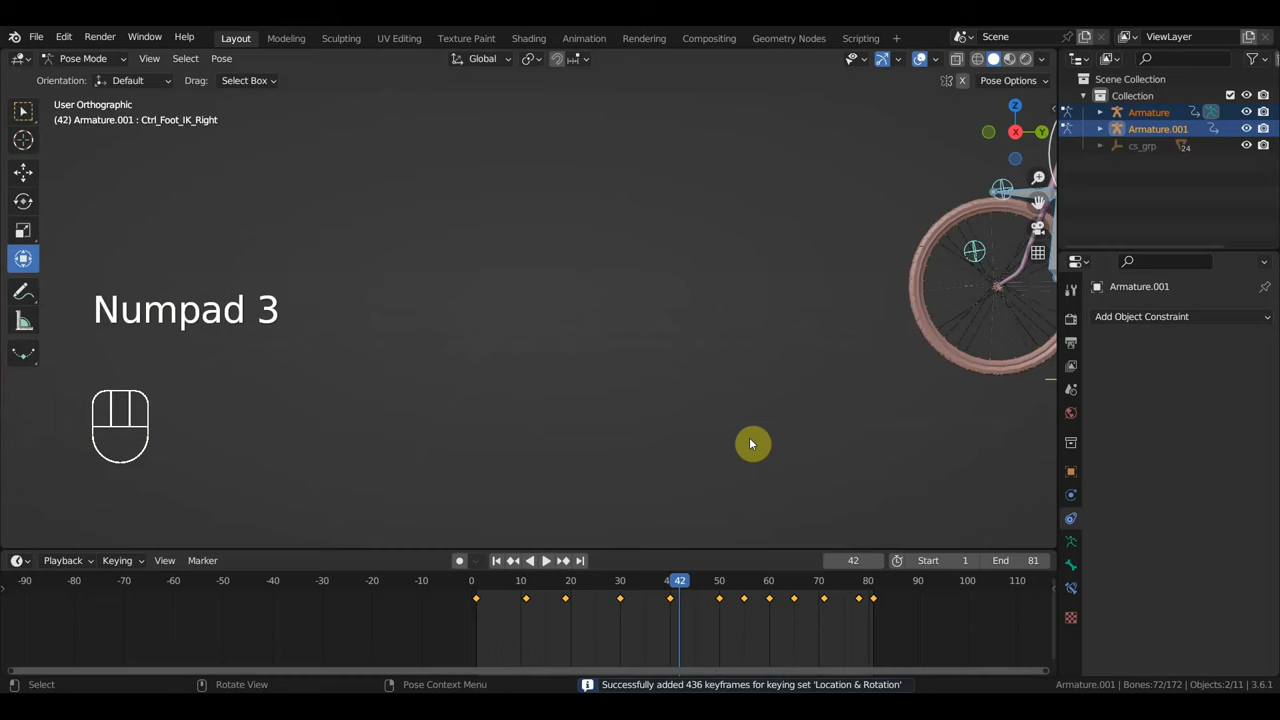 File Edit Render Window Help Layout Modeling Sculpting UV Editing Texture Paint Shading Animation Rendering Compositing Geometry Nodes Scripting + Scene ViewLayer
Pose Mode View Select Pose Global
Orientation: Default Drag: Select Box X Pose Options
User Orthographic
(42) Armature.001 : Ctrl_Foot_IK_Right
Z
X
Y
Scene Collection
Collection
Armature
Armature.001
cs_grp 24
Armature.001
Add Object Constraint
Numpad 3
Playback Keying View Marker 42 Start 1 End 81
-90 -80 -70 -60 -50 -40 -30 -20 -10 0 10 20 30 42 50 60 70 80 90 100 110
Select Rotate View Pose Context Menu Successfully added 436 keyframes for keying set 'Location & Rotation' Armature.001 | Bones:72/172 | Objects:2/11 | 3.6.1